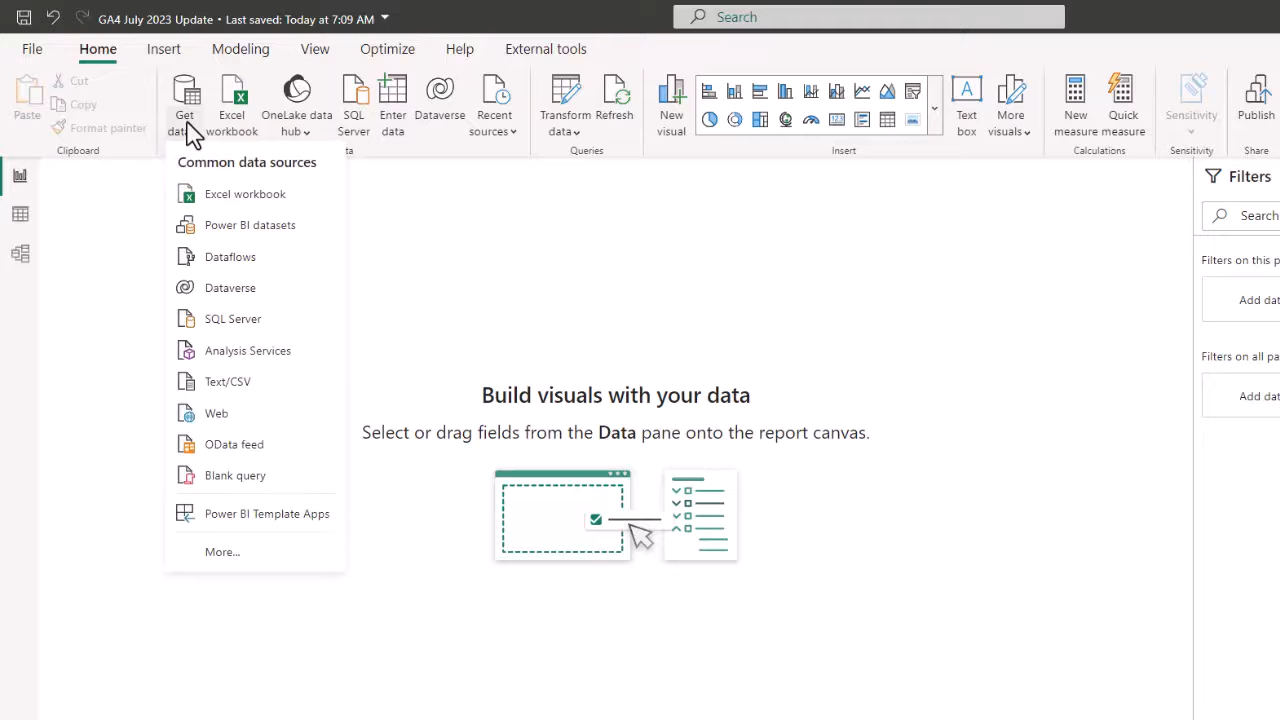 GA4 July 2023 Update • Last saved: Today at 7:09 AM
Search
File
Home
Insert
Modeling
View
Optimize
Help
External tools
Paste
Cut
Copy
Format painter
Clipboard
Get
Excel
workbook
OneLake data
hub
SQL
Server
Enter
data
Dataverse
Recent
sources
Transform
data
Refresh
Queries
New
visual
Text
box
More
visuals
Insert
New
measure
Quick
measure
Calculations
Sensitivity
Sensitivity
Publish
Share
Common data sources
Excel workbook
Power BI datasets
Dataflows
Dataverse
SQL Server
Analysis Services
Text/CSV
Web
OData feed
Blank query
Power BI Template Apps
More...
Build visuals with your data
Select or drag fields from the Data pane onto the report canvas.
Filters
Search
Filters on this p
Add dat
Filters on all pa
Add dat